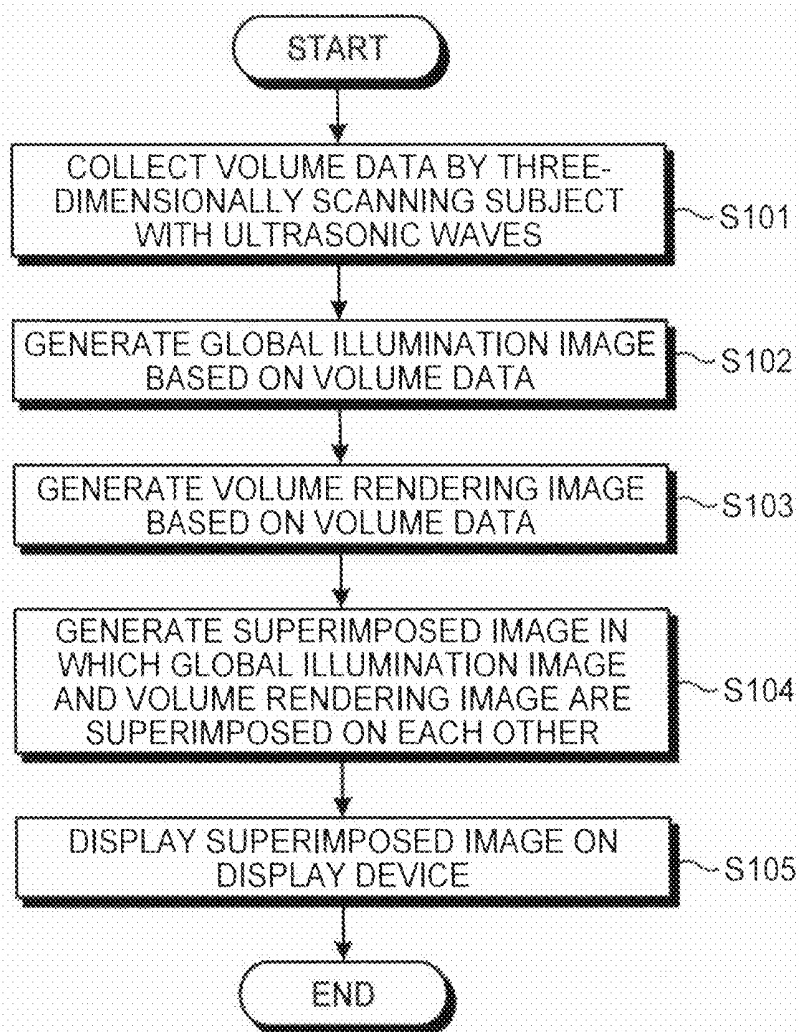 START
COLLECT VOLUME DATA BY THREE-
DIMENSIONALLY SCANNING SUBJECT
WITH ULTRASONIC WAVES
S101
GENERATE GLOBAL ILLUMINATION IMAGE
BASED ON VOLUME DATA
S102
GENERATE VOLUME RENDERING IMAGE
BASED ON VOLUME DATA
S103
GENERATE SUPERIMPOSED IMAGE IN
WHICH GLOBAL ILLUMINATION IMAGE
AND VOLUME RENDERING IMAGE ARE
SUPERIMPOSED ON EACH OTHER
S104
DISPLAY SUPERIMPOSED IMAGE ON
DISPLAY DEVICE
S105
END